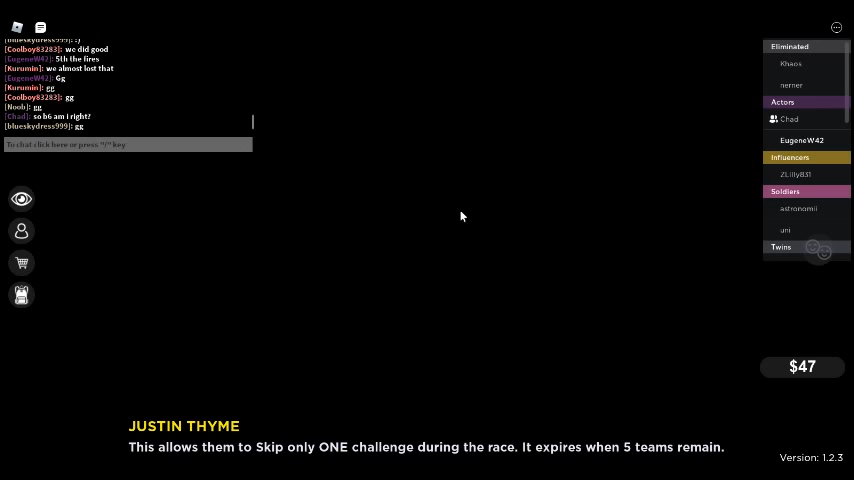 [blueskydress999]: :)
[Coolboy83283]: we did good
[EugeneW42]: 5th the fires
[Kurumin]: we almost lost that
[EugeneW42]: Gg
[Kurumin]: gg
[Coolboy83283]: gg
[Noob]: gg
[Chad]: so b6 am i right?
[blueskydress999]: gg
To chat click here or press "/" key
Eliminated
Khaos
nerner
Actors
Chad
EugeneW42
Influencers
ZLilly831
Soldiers
astronomii
uni
Twins
$47
JUSTIN THYME
This allows them to Skip only ONE challenge during the race. It expires when 5 teams remain.
Version: 1.2.3